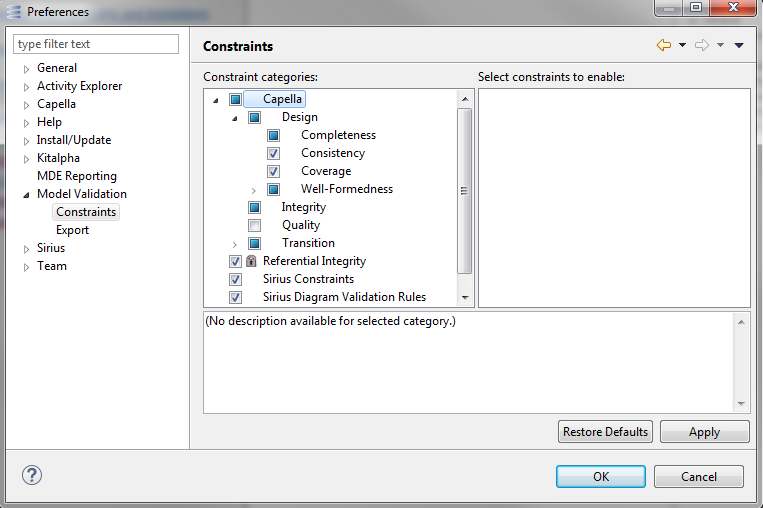 Preferences
type filter text
General
Activity Explorer
Capella
Help
Install/Update
Kitalpha
MDE Reporting
Model Validation
Constraints
Export
Sirius
Team
Constraints
Constraint categories:
Select constraints to enable:
Capella
Design
Completeness
Consistency
Coverage
Well-Formedness
Integrity
Quality
Transition
Referential Integrity
Sirius Constraints
Sirius Diagram Validation Rules
(No description available for selected category.)
Restore Defaults
Apply
?
OK
Cancel